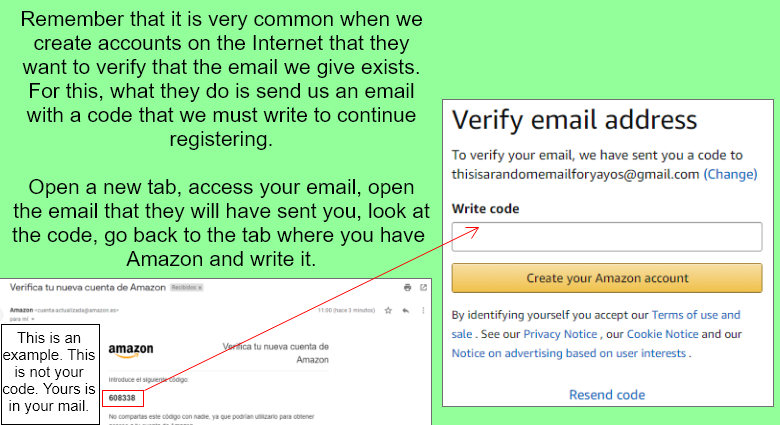 Remember that it is very common when we
create accounts on the Internet that they
want to verify that the email we give exists.
For this, what they do is send us an email
with a code that we must write to continue
registering.
Open a new tab, access your email, open
the email that they will have sent you, look at
the code, go back to the tab where you have
Amazon and write it.
Verify email address
To verify your email, we have sent you a code to
thisisarandomemailforyayos@gmail.com (Change)
Write code
Create your Amazon account
By identifying yourself you accept our Terms of use and
sale . See our Privacy Notice , our Cookie Notice and our
Notice on advertising based on user interests .
Resend code
Verifica tu nueva cuenta de Amazon Recibidos x
Amazon <cuenta-actualizada@amazon.es> 11:00 (hace 3 minutos)
para mí
This is an
example. This
is not your
code. Yours is
in your mail.
amazon
Verifica tu nueva cuenta de
Amazon
Introduce el siguiente código:
608338
No compartas este código con nadie, ya que podrían utilizarlo para obtener